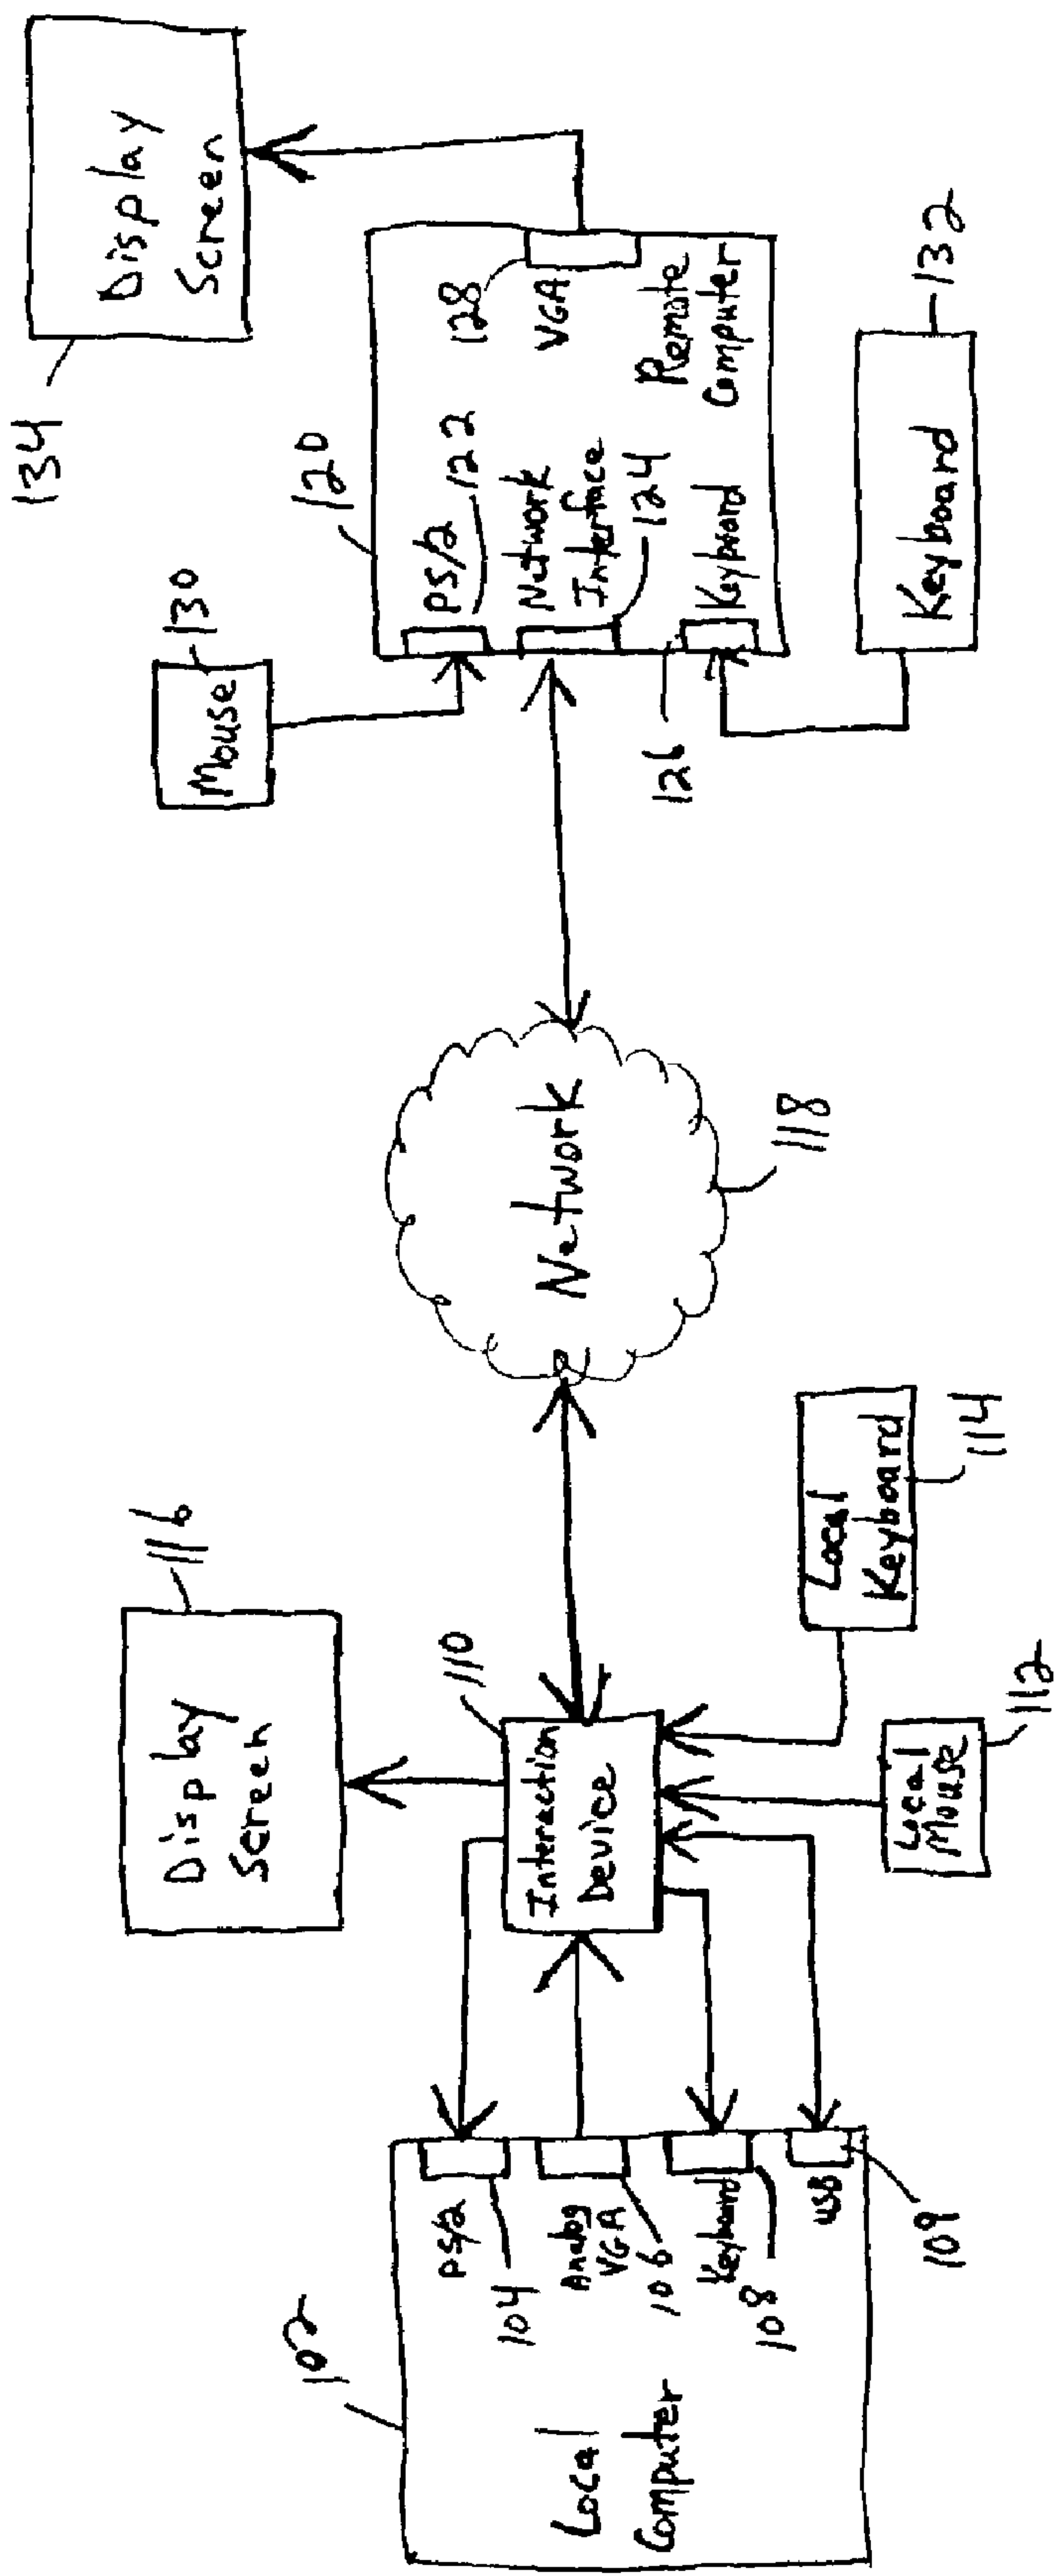 102
Local
Computer
PS/2
104
Analog
VGA
106
Keyboard
108
USB
109
Display
Screen
116
Interaction
Device
110
Local
Mouse
112
Local
Keyboard
114
Network
118
Mouse
130
120
PS/2
122
Network
Interface
124
Keyboard
126
128
VGA
Remote
Computer
Keyboard
132
Display
Screen
134